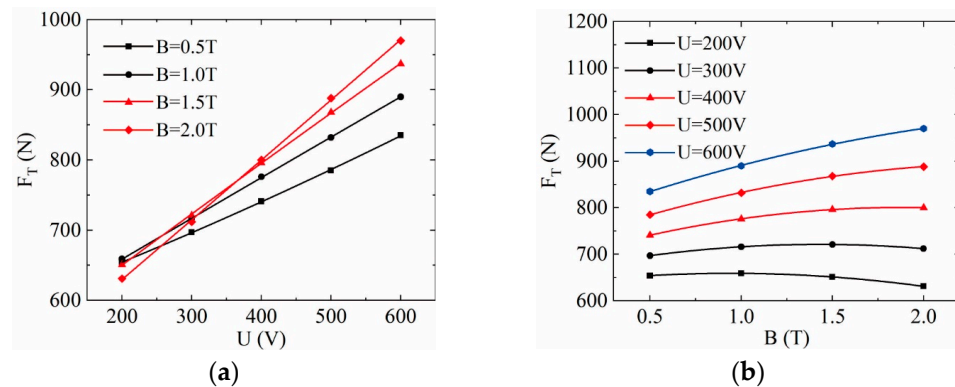 (a)
1000
900
800
700
600
F_T (N)
B=0.5T
B=1.0T
B=1.5T
B=2.0T
200 300 400 500 600
U (V)
(b)
1200
1100
1000
900
800
700
600
F_T (N)
U=200V
U=300V
U=400V
U=500V
U=600V
0.5 1.0 1.5 2.0
B (T)
(a) (b)